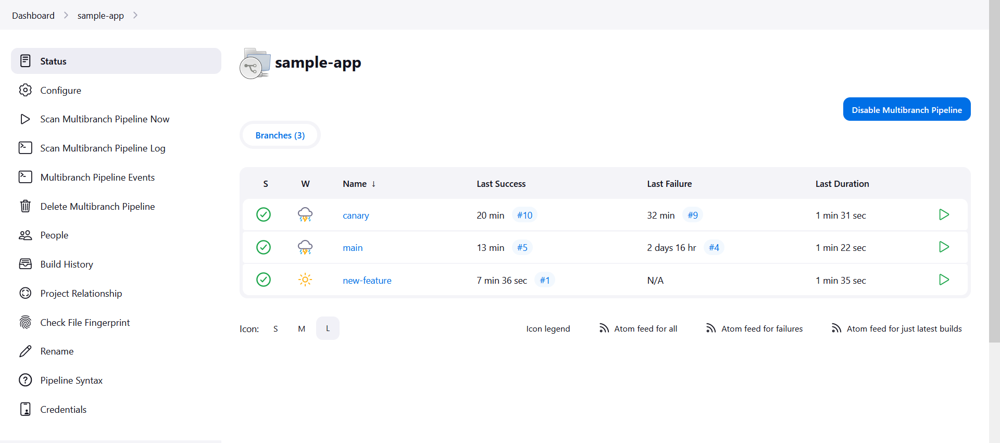 Dashboard
sample-app
Status
Configure
Scan Multibranch Pipeline Now
Scan Multibranch Pipeline Log
Multibranch Pipeline Events
Delete Multibranch Pipeline
People
Build History
Project Relationship
Check File Fingerprint
Rename
Pipeline Syntax
Credentials
sample-app
Disable Multibranch Pipeline
Branches (3)
S W Name ↓ Last Success Last Failure Last Duration
canary 20 min #10 32 min #9 1 min 31 sec
main 13 min #5 2 days 16 hr #4 1 min 22 sec
new-feature 7 min 36 sec #1 N/A 1 min 35 sec
Icon: S M L Icon legend Atom feed for all Atom feed for failures Atom feed for just latest builds